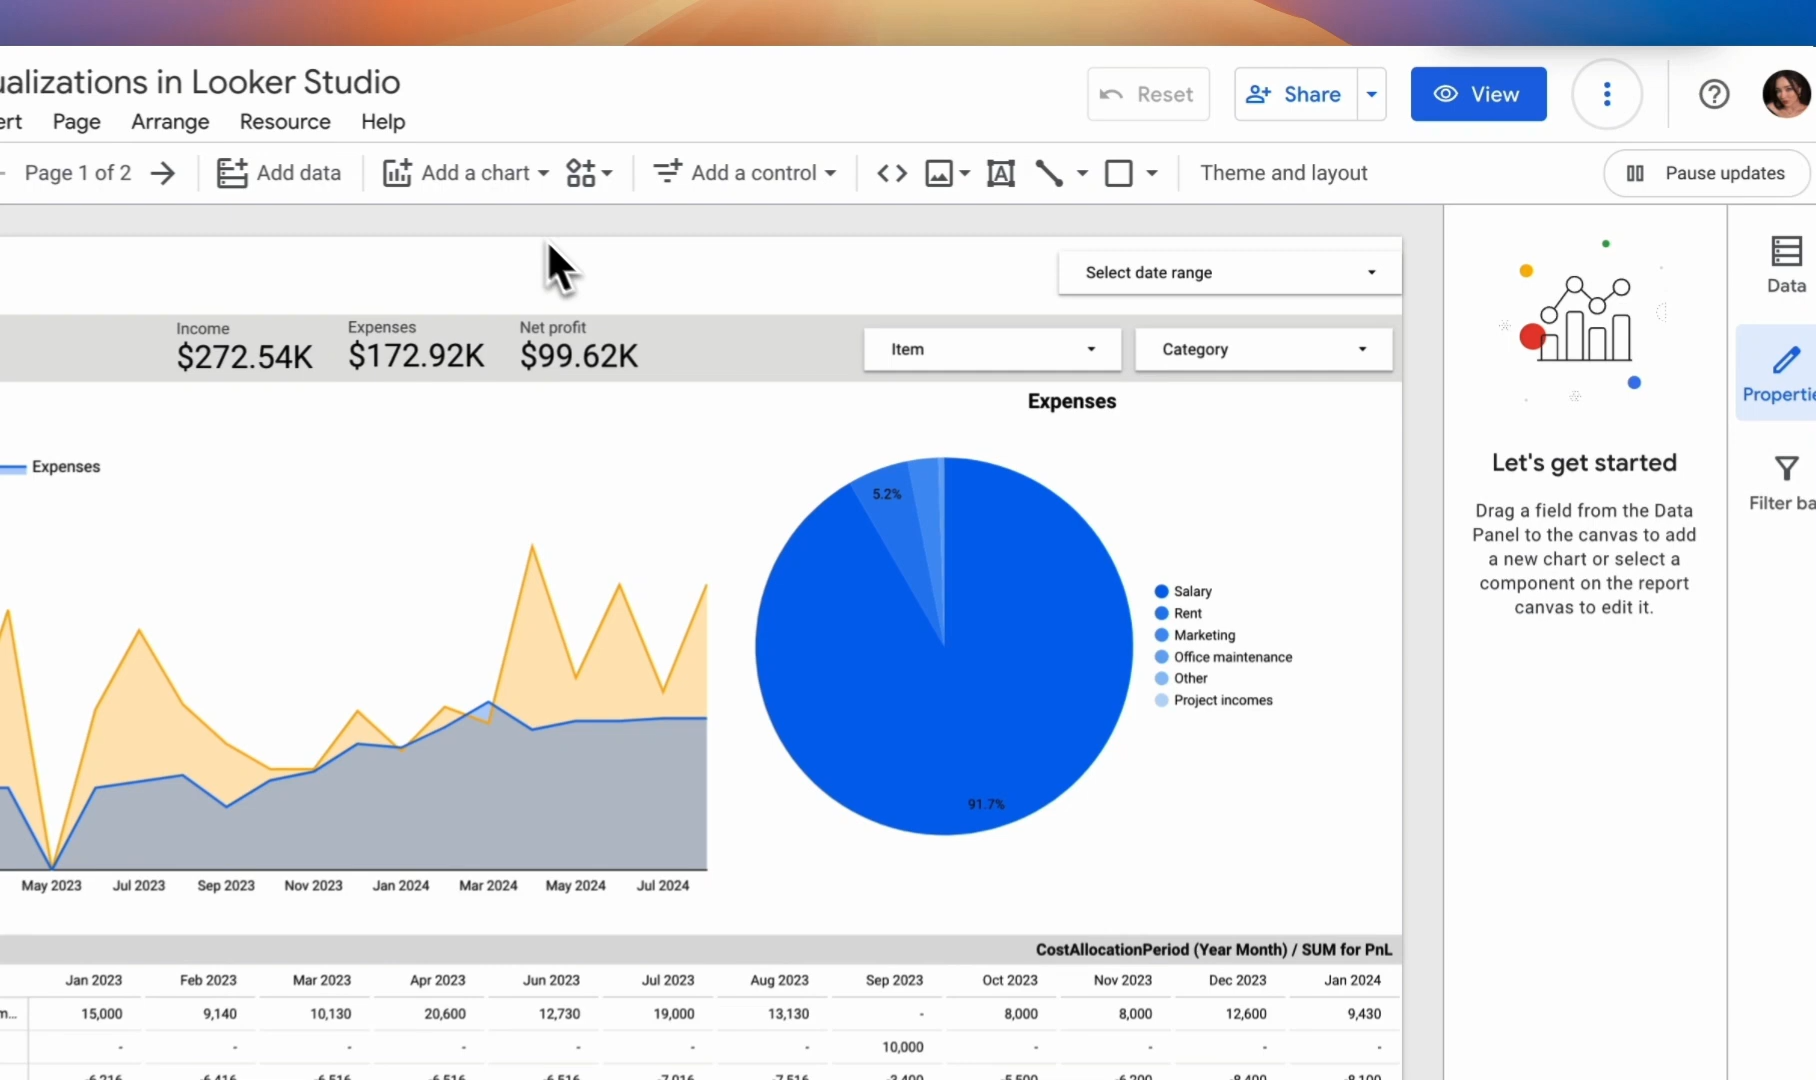 ualizations in Looker Studio
Reset
Share
View
ert Page Arrange Resource Help
Page 1 of 2
Add data
Add a chart
Add a control
Theme and layout
Pause updates
Select date range
Income
$272.54K
Expenses
$172.92K
Net profit
$99.62K
Item
Category
Data
Propertie
Filter ba
Let's get started
Drag a field from the Data
Panel to the canvas to add
a new chart or select a
component on the report
canvas to edit it.
Expenses
Expenses
5.2%
91.7%
Salary
Rent
Marketing
Office maintenance
Other
Project incomes
May 2023 Jul 2023 Sep 2023 Nov 2023 Jan 2024 Mar 2024 May 2024 Jul 2024
CostAllocationPeriod (Year Month) / SUM for PnL
Jan 2023 Feb 2023 Mar 2023 Apr 2023 Jun 2023 Jul 2023 Aug 2023 Sep 2023 Oct 2023 Nov 2023 Dec 2023 Jan 2024
m... 15,000 9,140 10,130 20,600 12,730 19,000 13,130 - 8,000 8,000 12,600 9,430
- - - - - - - 10,000 - - - -